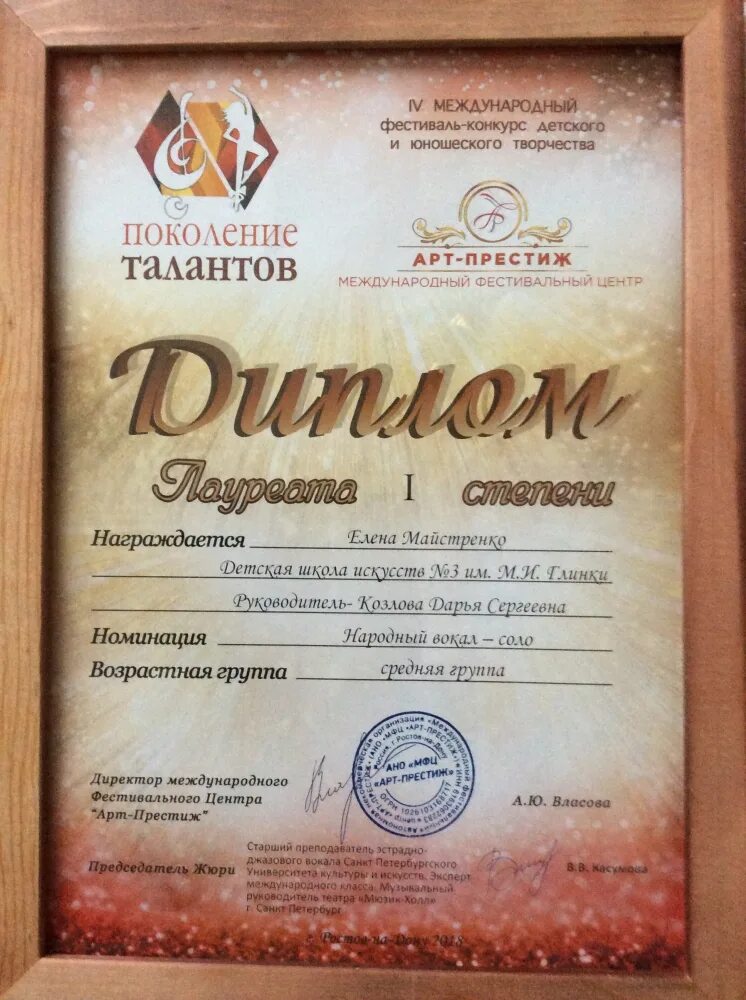 IV МЕЖДУНАРОДНЫЙ
фестиваль-конкурс детского
и юношеского творчества
ПОКОЛЕНИЕ
ТАЛАНТОВ
АРТ-ПРЕСТИЖ
МЕЖДУНАРОДНЫЙ ФЕСТИВАЛЬНЫЙ ЦЕНТР
Диплом
Лауреата I степени
Награждается Елена Майстренко
Детская школа искусств №3 им. М.И. Глинки
Руководитель- Козлова Дарья Сергеевна
Номинация Народный вокал – соло
Возрастная группа средняя группа
Директор международного
Фестивального Центра
"Арт-Престиж"
А.Ю. Власова
АНО «МФЦ
«АРТ-ПРЕСТИЖ»
Председатель Жюри
Старший преподаватель эстрадно-
джазового вокала Санкт Петербургского
Университета культуры и искусств. Эксперт
международного класса. Музыкальный
руководитель театра «Мюзик-Холл»
г. Санкт Петербург
В.В. Касумова
г. Ростов-на-Дону 2018